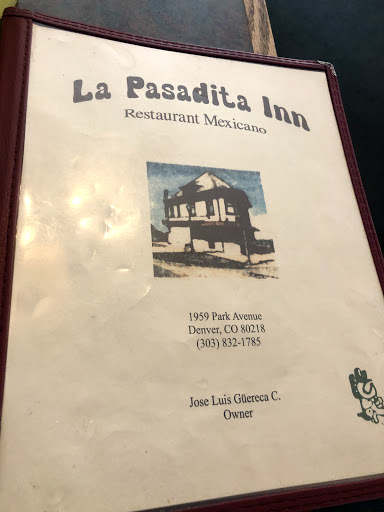 La Pasadita Inn
Restaurant Mexicano
1959 Park Avenue
Denver, CO 80218
(303) 832-1785
Jose Luis Güereca C.
Owner